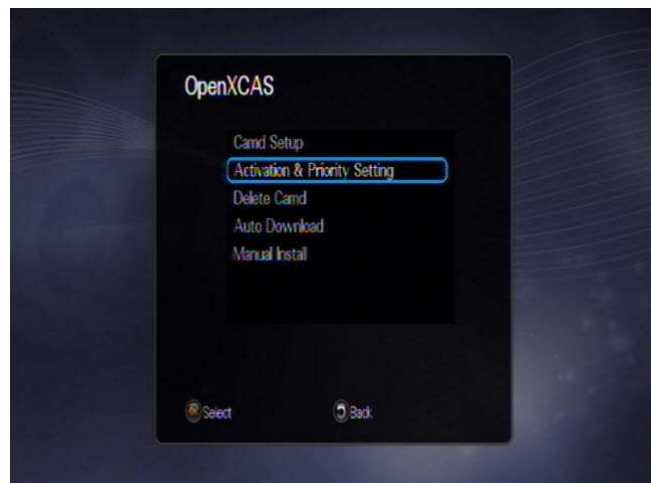 OpenXCAS
Camd Setup
Activation & Priority Setting
Delete Camd
Auto Download
Manual Install
Select
Back